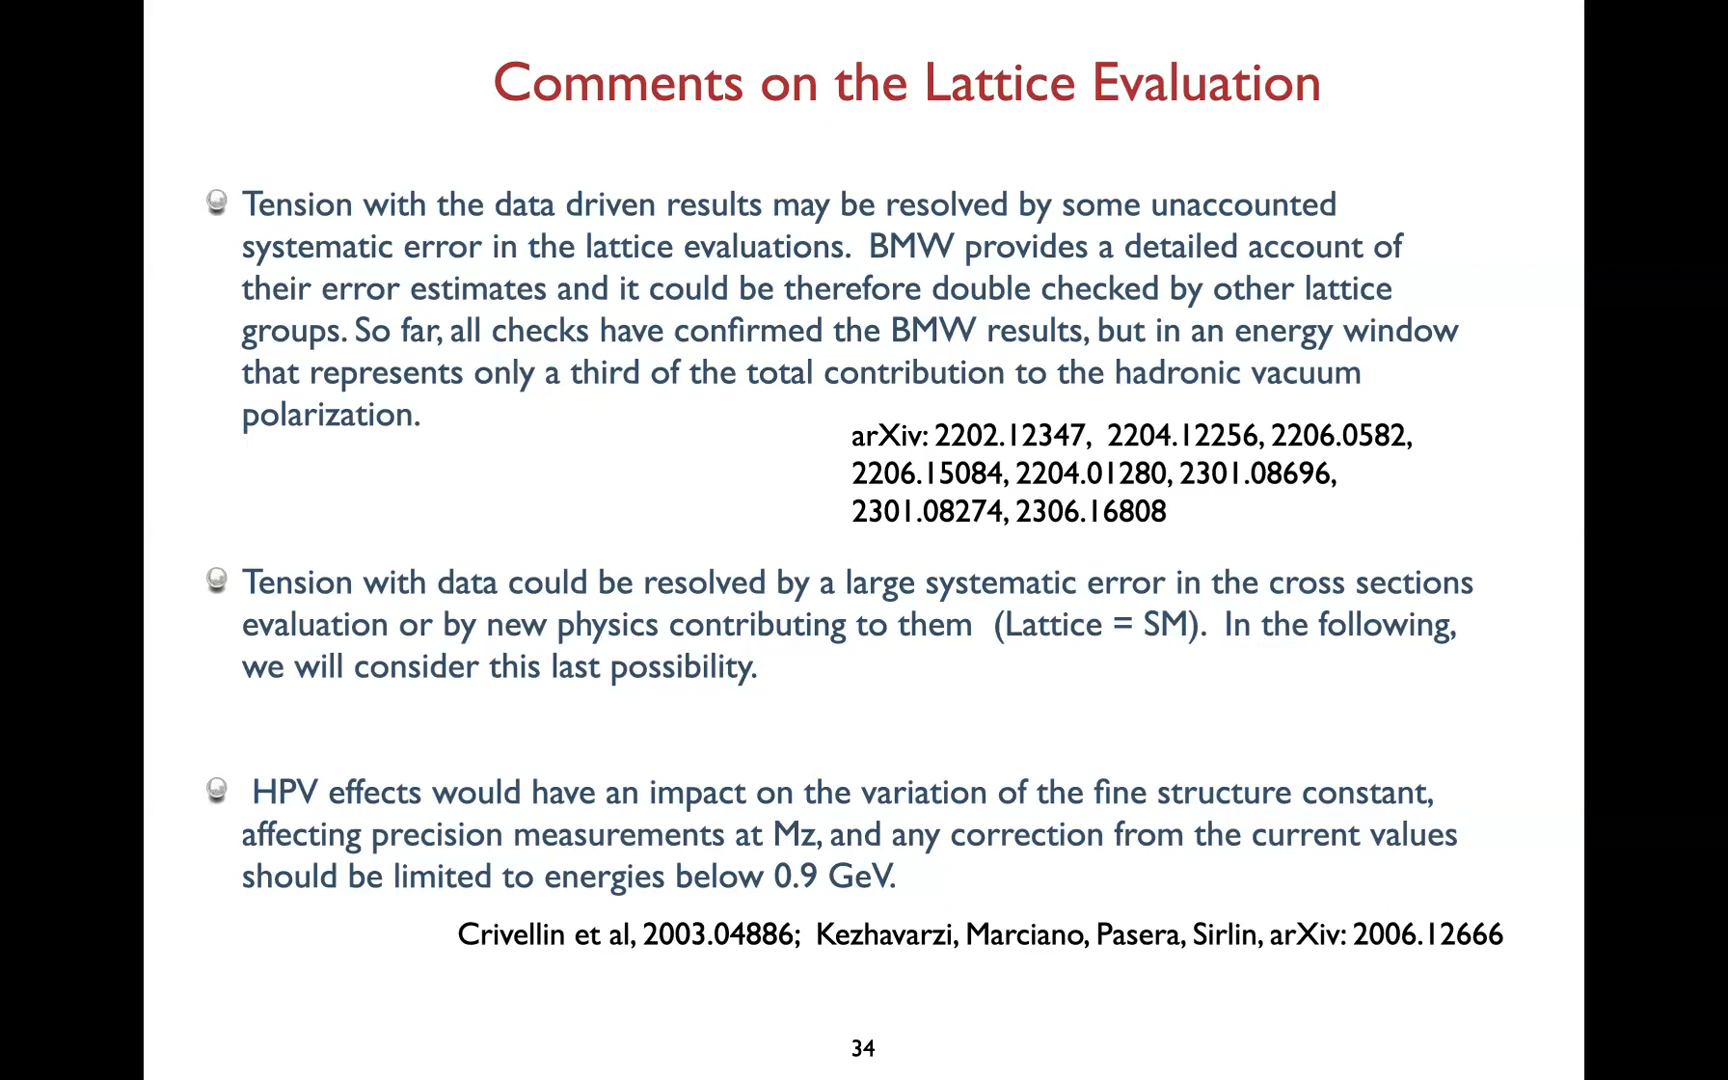 Comments on the Lattice Evaluation
Tension with the data driven results may be resolved by some unaccounted
systematic error in the lattice evaluations.  BMW provides a detailed account of
their error estimates and it could be therefore double checked by other lattice
groups. So far, all checks have confirmed the BMW results, but in an energy window
that represents only a third of the total contribution to the hadronic vacuum
polarization.
arXiv: 2202.12347,  2204.12256, 2206.0582,
2206.15084, 2204.01280, 2301.08696,
2301.08274, 2306.16808
Tension with data could be resolved by a large systematic error in the cross sections
evaluation or by new physics contributing to them  (Lattice = SM).  In the following,
we will consider this last possibility.
HPV effects would have an impact on the variation of the fine structure constant,
affecting precision measurements at Mz, and any correction from the current values
should be limited to energies below 0.9 GeV.
Crivellin et al, 2003.04886;  Kezhavarzi, Marciano, Pasera, Sirlin, arXiv: 2006.12666
34